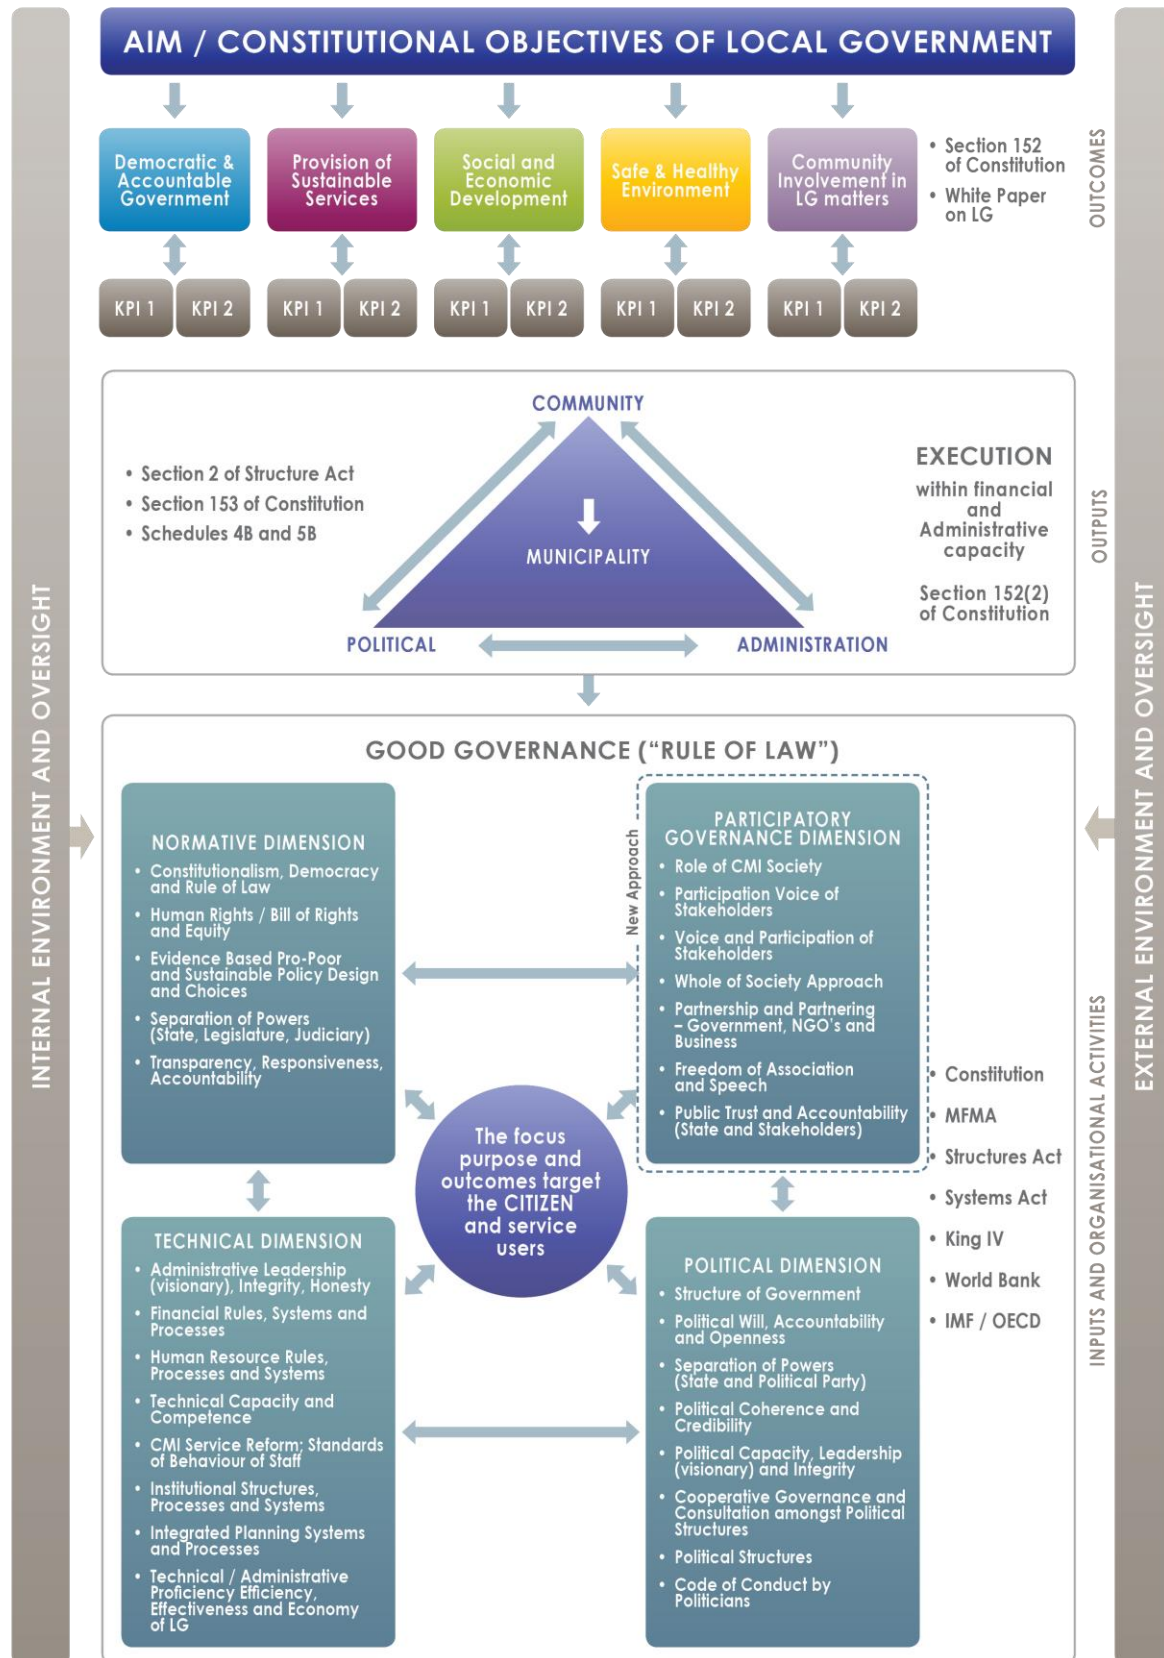 AIM / CONSTITUTIONAL OBJECTIVES OF LOCAL GOVERNMENT
Democratic &
Accountable
Government
Provision of
Sustainable
Services
Social and
Economic
Development
Safe & Healthy
Environment
Community
Involvement in
LG matters
• Section 152
of Constitution
• White Paper
on LG
OUTCOMES
KPI 1
KPI 2
KPI 1
KPI 2
KPI 1
KPI 2
KPI 1
KPI 2
KPI 1
KPI 2
COMMUNITY
• Section 2 of Structure Act
• Section 153 of Constitution
• Schedules 4B and 5B
MUNICIPALITY
POLITICAL
ADMINISTRATION
EXECUTION
within financial
and
Administrative
capacity
Section 152(2)
of Constitution
OUTPUTS
INTERNAL ENVIRONMENT AND OVERSIGHT
EXTERNAL ENVIRONMENT AND OVERSIGHT
GOOD GOVERNANCE ("RULE OF LAW")
NORMATIVE DIMENSION
• Constitutionalism, Democracy
and Rule of Law
• Human Rights / Bill of Rights
and Equity
• Evidence Based Pro-Poor
and Sustainable Policy Design
and Choices
• Separation of Powers
(State, Legislature, Judiciary)
• Transparency, Responsiveness,
Accountability
New Approach
PARTICIPATORY
GOVERNANCE DIMENSION
• Role of CMI Society
• Participation Voice of
Stakeholders
• Voice and Participation of
Stakeholders
• Whole of Society Approach
• Partnership and Partnering
– Government, NGO's and
Business
• Freedom of Association
and Speech
• Public Trust and Accountability
(State and Stakeholders)
The focus
purpose and
outcomes target
the CITIZEN
and service
users
TECHNICAL DIMENSION
• Administrative Leadership
(visionary), Integrity, Honesty
• Financial Rules, Systems and
Processes
• Human Resource Rules,
Processes and Systems
• Technical Capacity and
Competence
• CMI Service Reform; Standards
of Behaviour of Staff
• Institutional Structures,
Processes and Systems
• Integrated Planning Systems
and Processes
• Technical / Administrative
Proficiency Efficiency,
Effectiveness and Economy
of LG
POLITICAL DIMENSION
• Structure of Government
• Political Will, Accountability
and Openness
• Separation of Powers
(State and Political Party)
• Political Coherence and
Credibility
• Political Capacity, Leadership
(visionary) and Integrity
• Cooperative Governance and
Consultation amongst Political
Structures
• Political Structures
• Code of Conduct by
Politicians
• Constitution
• MFMA
• Structures Act
• Systems Act
• King IV
• World Bank
• IMF / OECD
INPUTS AND ORGANISATIONAL ACTIVITIES